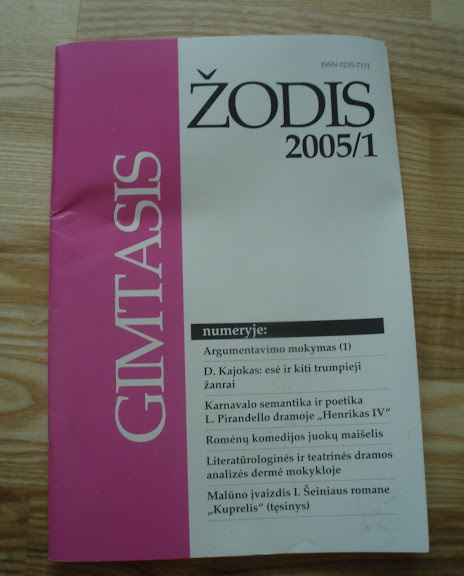 ISSN 0235-7151
GIMTASIS
ŽODIS
2005/1
numeryje:
Argumentavimo mokymas (1)
D. Kajokas: esė ir kiti trumpieji
žanrai
Karnavalo semantika ir poetika
L. Pirandello dramoje „Henrikas IV“
Romėnų komedijos juokų maišelis
Literatūrologinės ir teatrinės dramos
analizės dermė mokykloje
Malūno įvaizdis I. Šeiniaus romane
„Kuprelis“ (tęsinys)